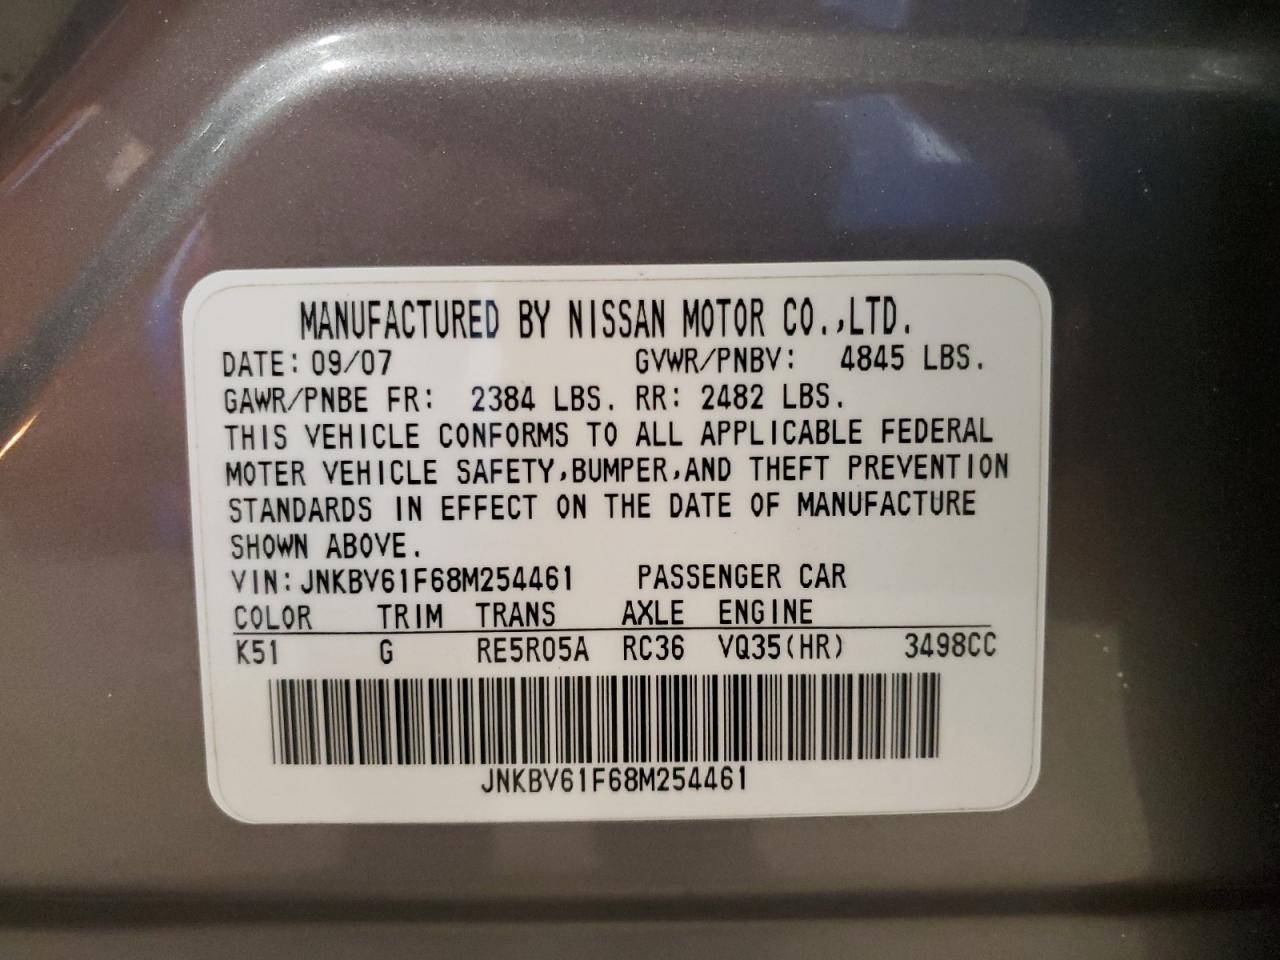 MANUFACTURED BY NISSAN MOTOR CO.,LTD.
DATE: 09/07 GVWR/PNBV: 4845 LBS.
GAWR/PNBE FR: 2384 LBS. RR: 2482 LBS.
THIS VEHICLE CONFORMS TO ALL APPLICABLE FEDERAL
MOTER VEHICLE SAFETY,BUMPER,AND THEFT PREVENTION
STANDARDS IN EFFECT ON THE DATE OF MANUFACTURE
SHOWN ABOVE.
VIN:JNKBV61F68M254461 PASSENGER CAR
COLOR TRIM TRANS AXLE ENGINE
K51 G RE5R05A RC36 VQ35(HR) 3498CC
JNKBV61F68M254461